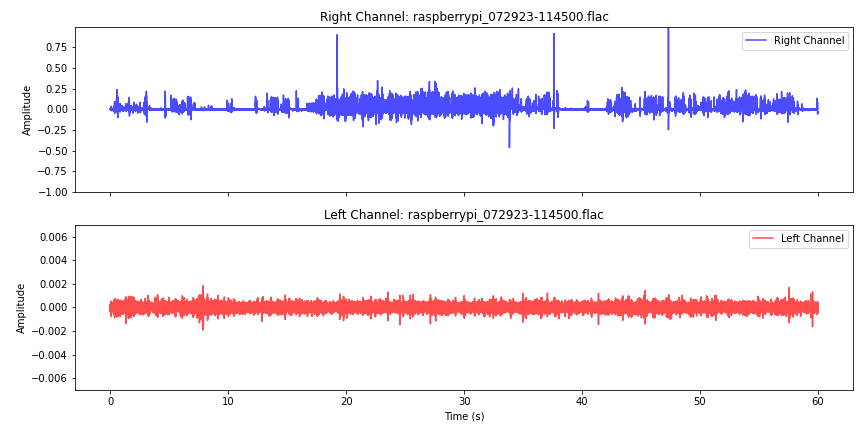 Right Channel: raspberrypi_072923-114500.flac
Right Channel
0.75
0.50
0.25
0.00
−0.25
−0.50
−0.75
−1.00
Amplitude
Left Channel: raspberrypi_072923-114500.flac
Left Channel
0.006
0.004
0.002
0.000
−0.002
−0.004
−0.006
Amplitude
0 10 20 30 40 50 60
Time (s)